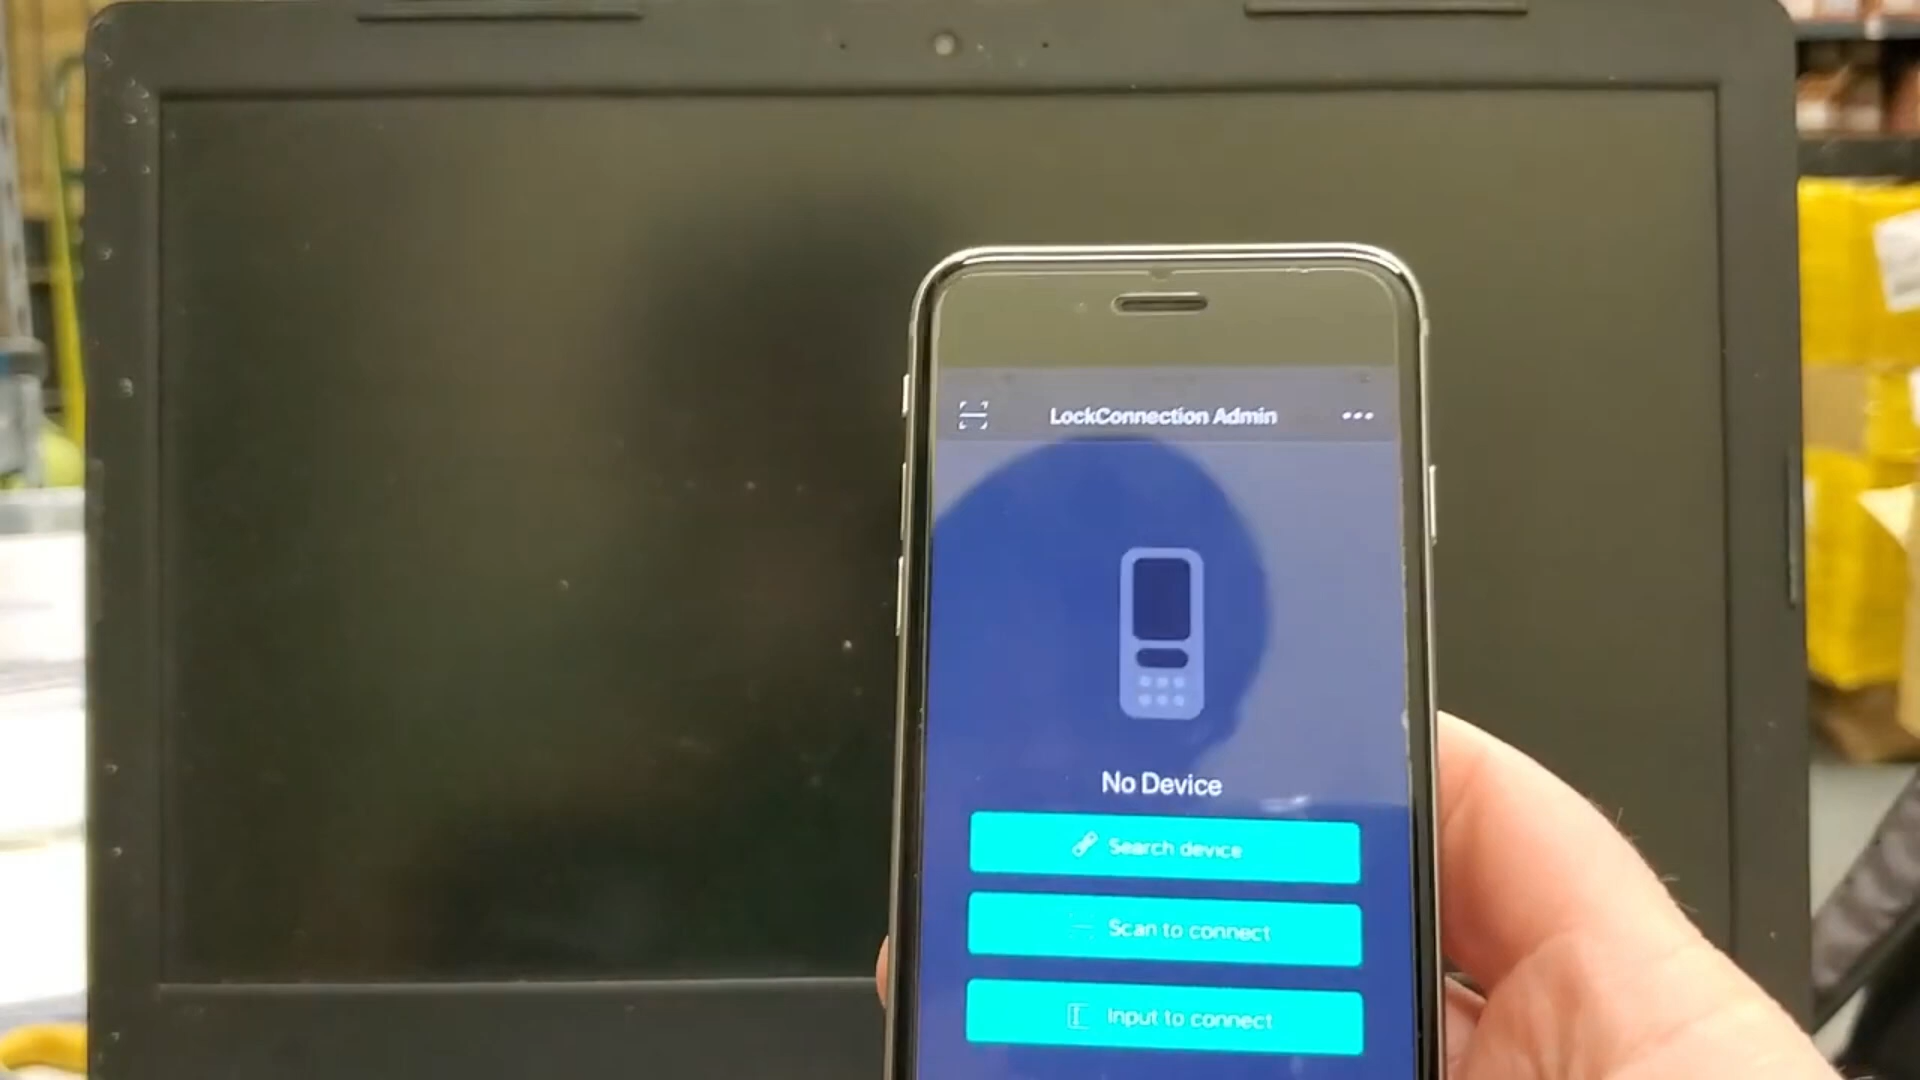 LockConnection Admin
No Device
Search device
Scan to connect
Input to connect